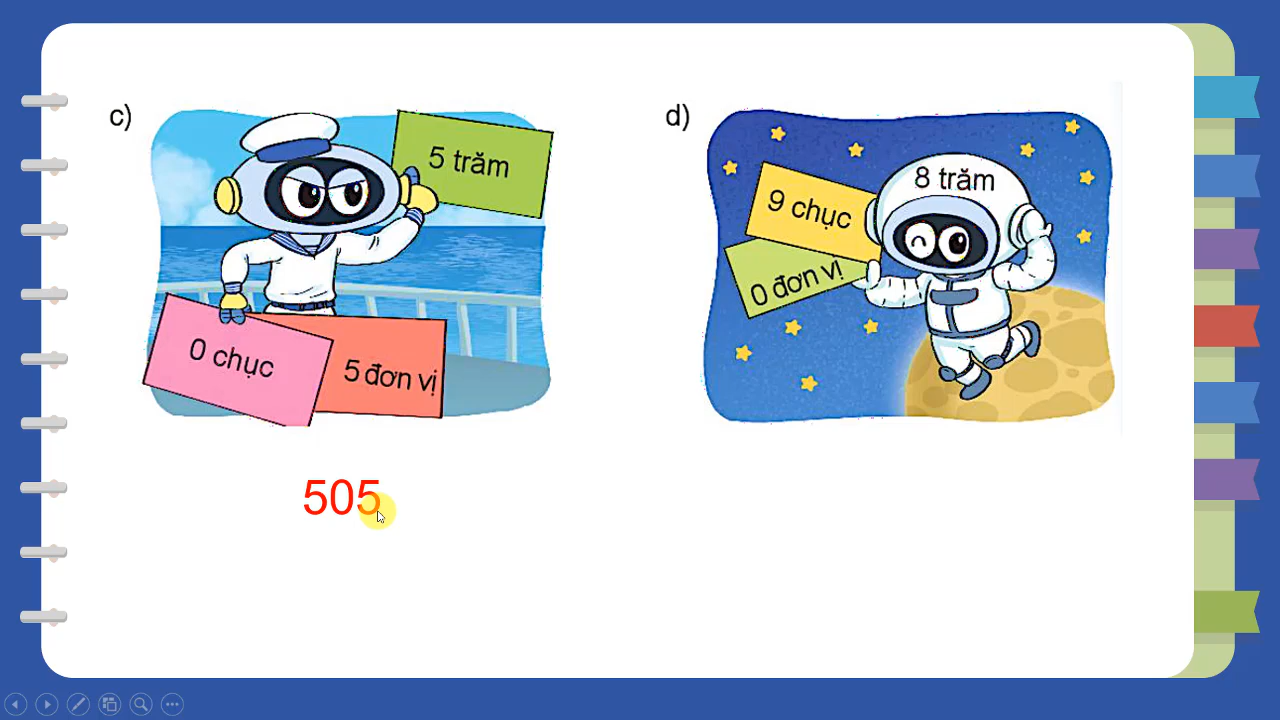 c)
5 trăm
0 chục
5 đơn vị
505
d)
8 trăm
9 chục
0 đơn vị